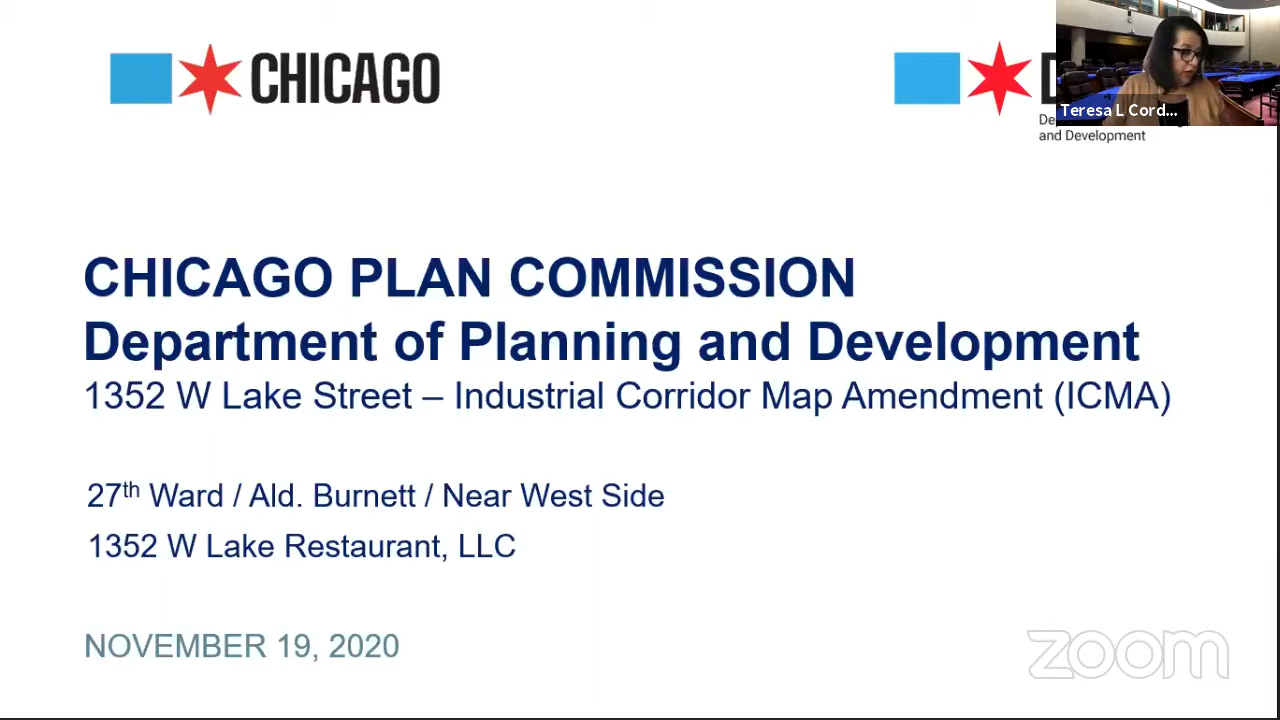 CHICAGO
Teresa L Cord...
and Development
CHICAGO PLAN COMMISSION
Department of Planning and Development
1352 W Lake Street – Industrial Corridor Map Amendment (ICMA)
27th Ward / Ald. Burnett / Near West Side
1352 W Lake Restaurant, LLC
NOVEMBER 19, 2020
zoom